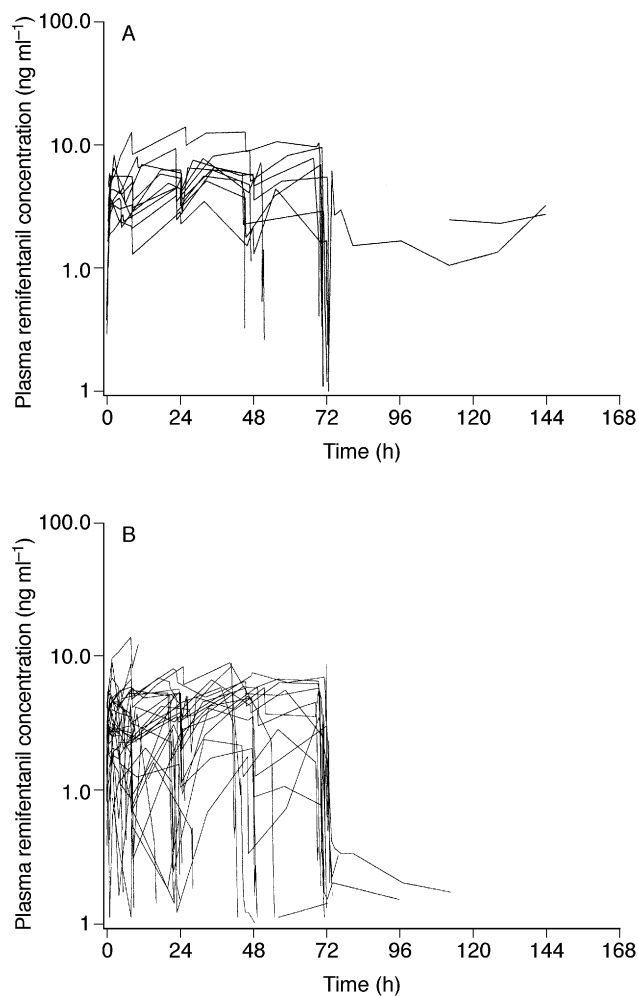 100.0
A
10.0
1.0
1
Plasma remifentanil concentration (ng ml–1)
0 24 48 72 96 120 144 168
Time (h)
100.0
B
10.0
1.0
1
Plasma remifentanil concentration (ng ml–1)
0 24 48 72 96 120 144 168
Time (h)